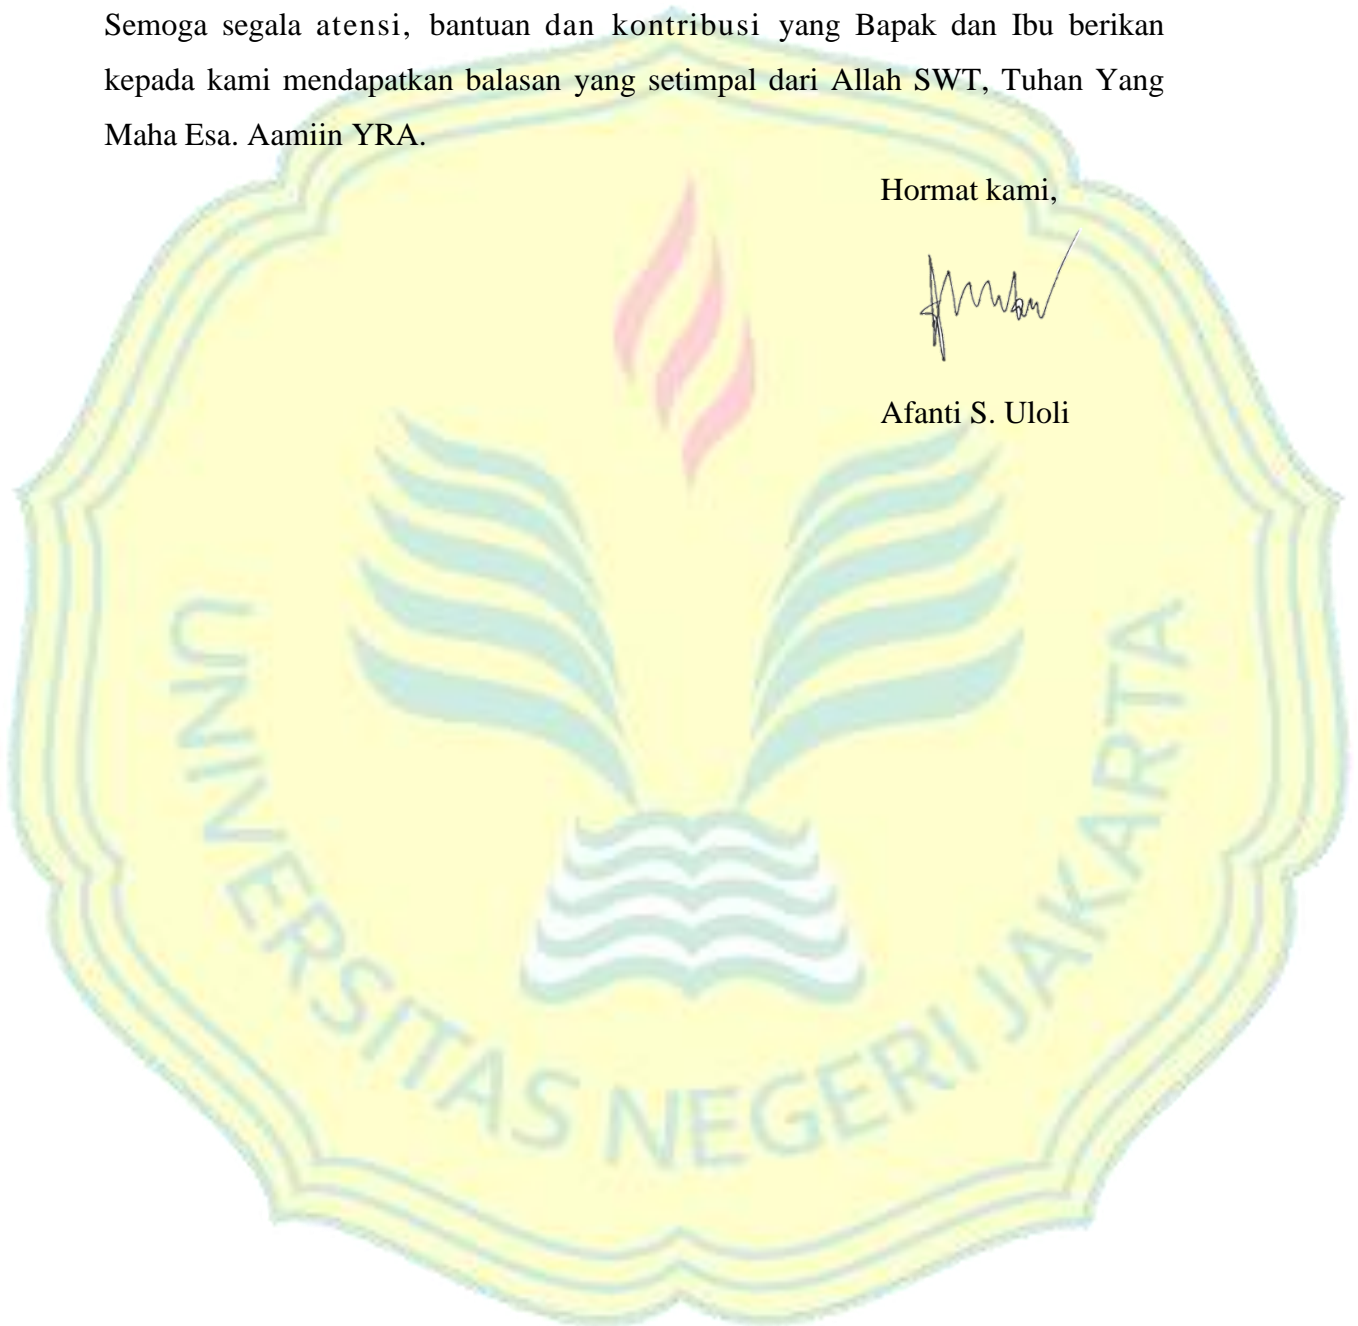 Semoga segala atensi, bantuan dan kontribusi yang Bapak dan Ibu berikan
kepada kami mendapatkan balasan yang setimpal dari Allah SWT, Tuhan Yang
Maha Esa. Aamiin YRA.
Hormat kami,
Afanti S. Uloli
UNIVERSITAS NEGERI JAKARTA